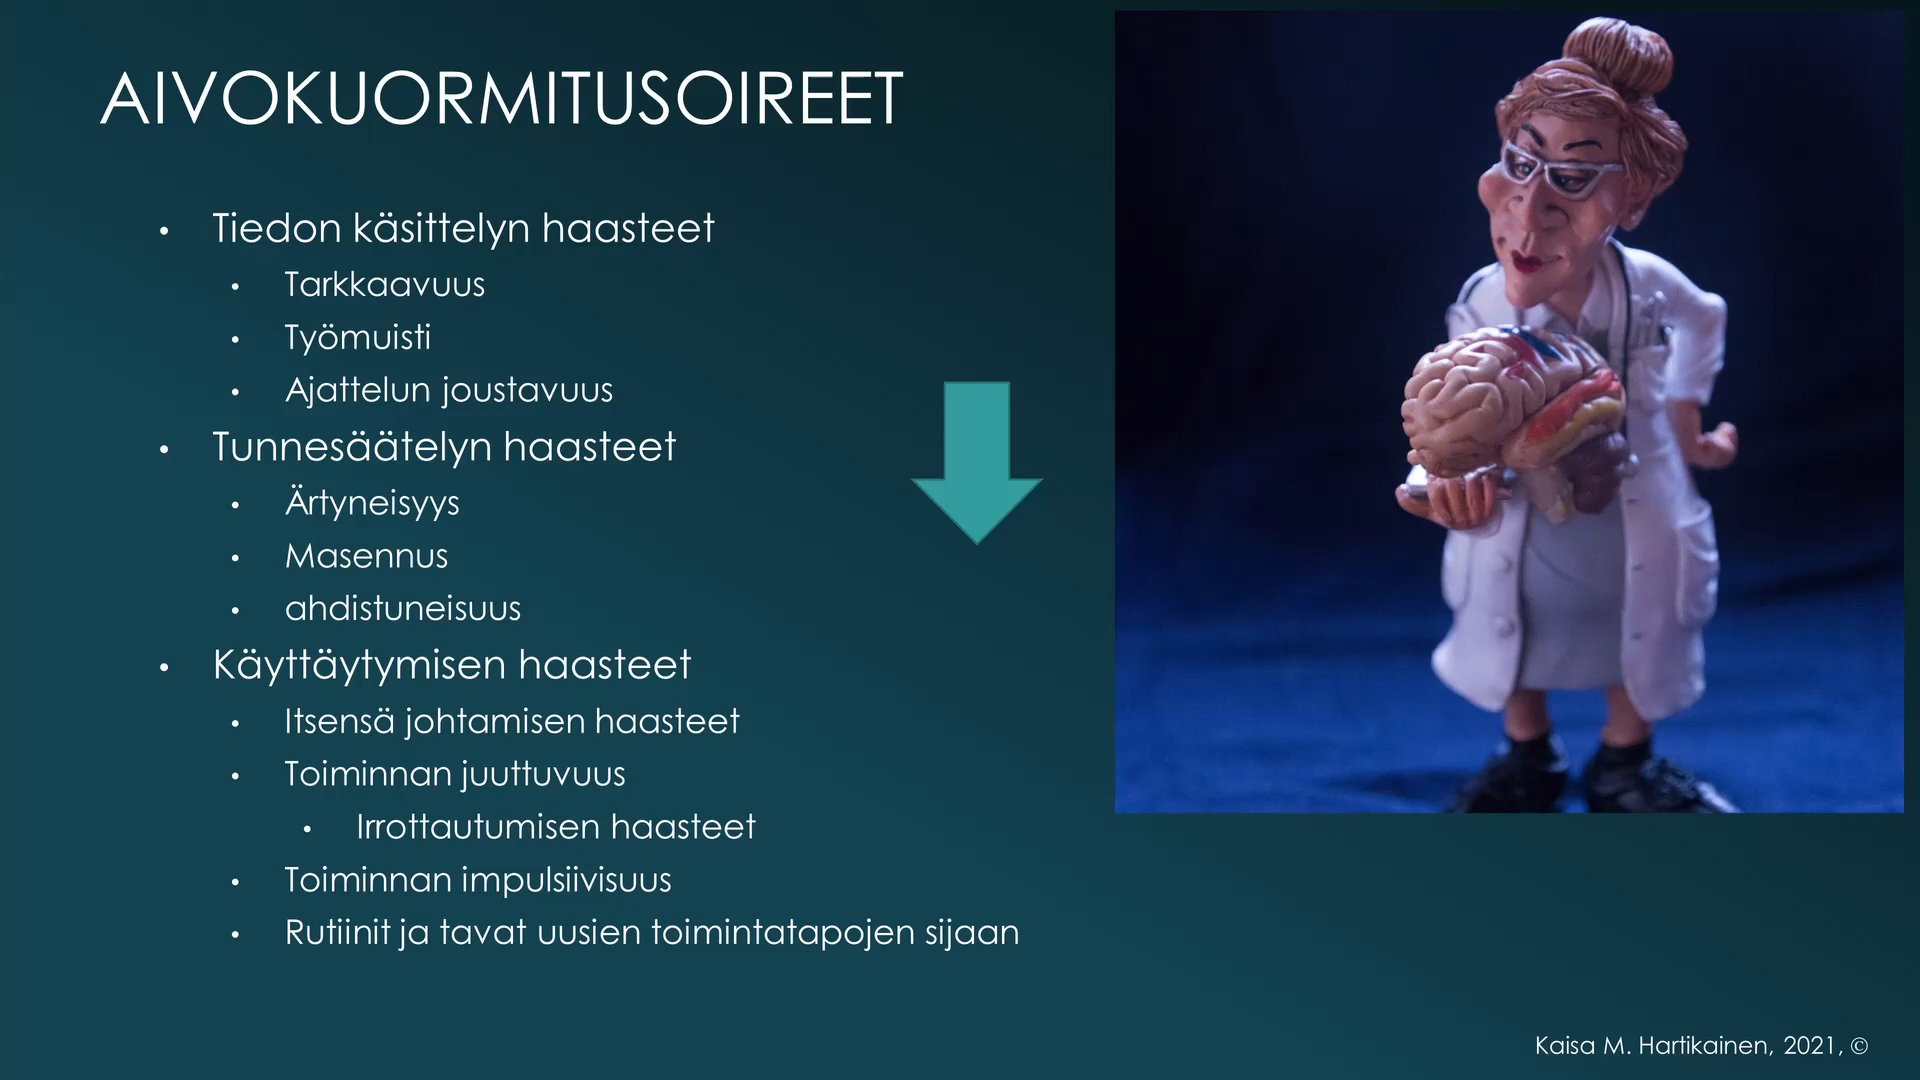 AIVOKUORMITUSOIREET
• Tiedon käsittelyn haasteet
• Tarkkaavuus
• Työmuisti
• Ajattelun joustavuus
• Tunnesäätelyn haasteet
• Ärtyneisyys
• Masennus
• ahdistuneisuus
• Käyttäytymisen haasteet
• Itsensä johtamisen haasteet
• Toiminnan juuttuvuus
• Irrottautumisen haasteet
• Toiminnan impulsiivisuus
• Rutiinit ja tavat uusien toimintatapojen sijaan
Kaisa M. Hartikainen, 2021, ©